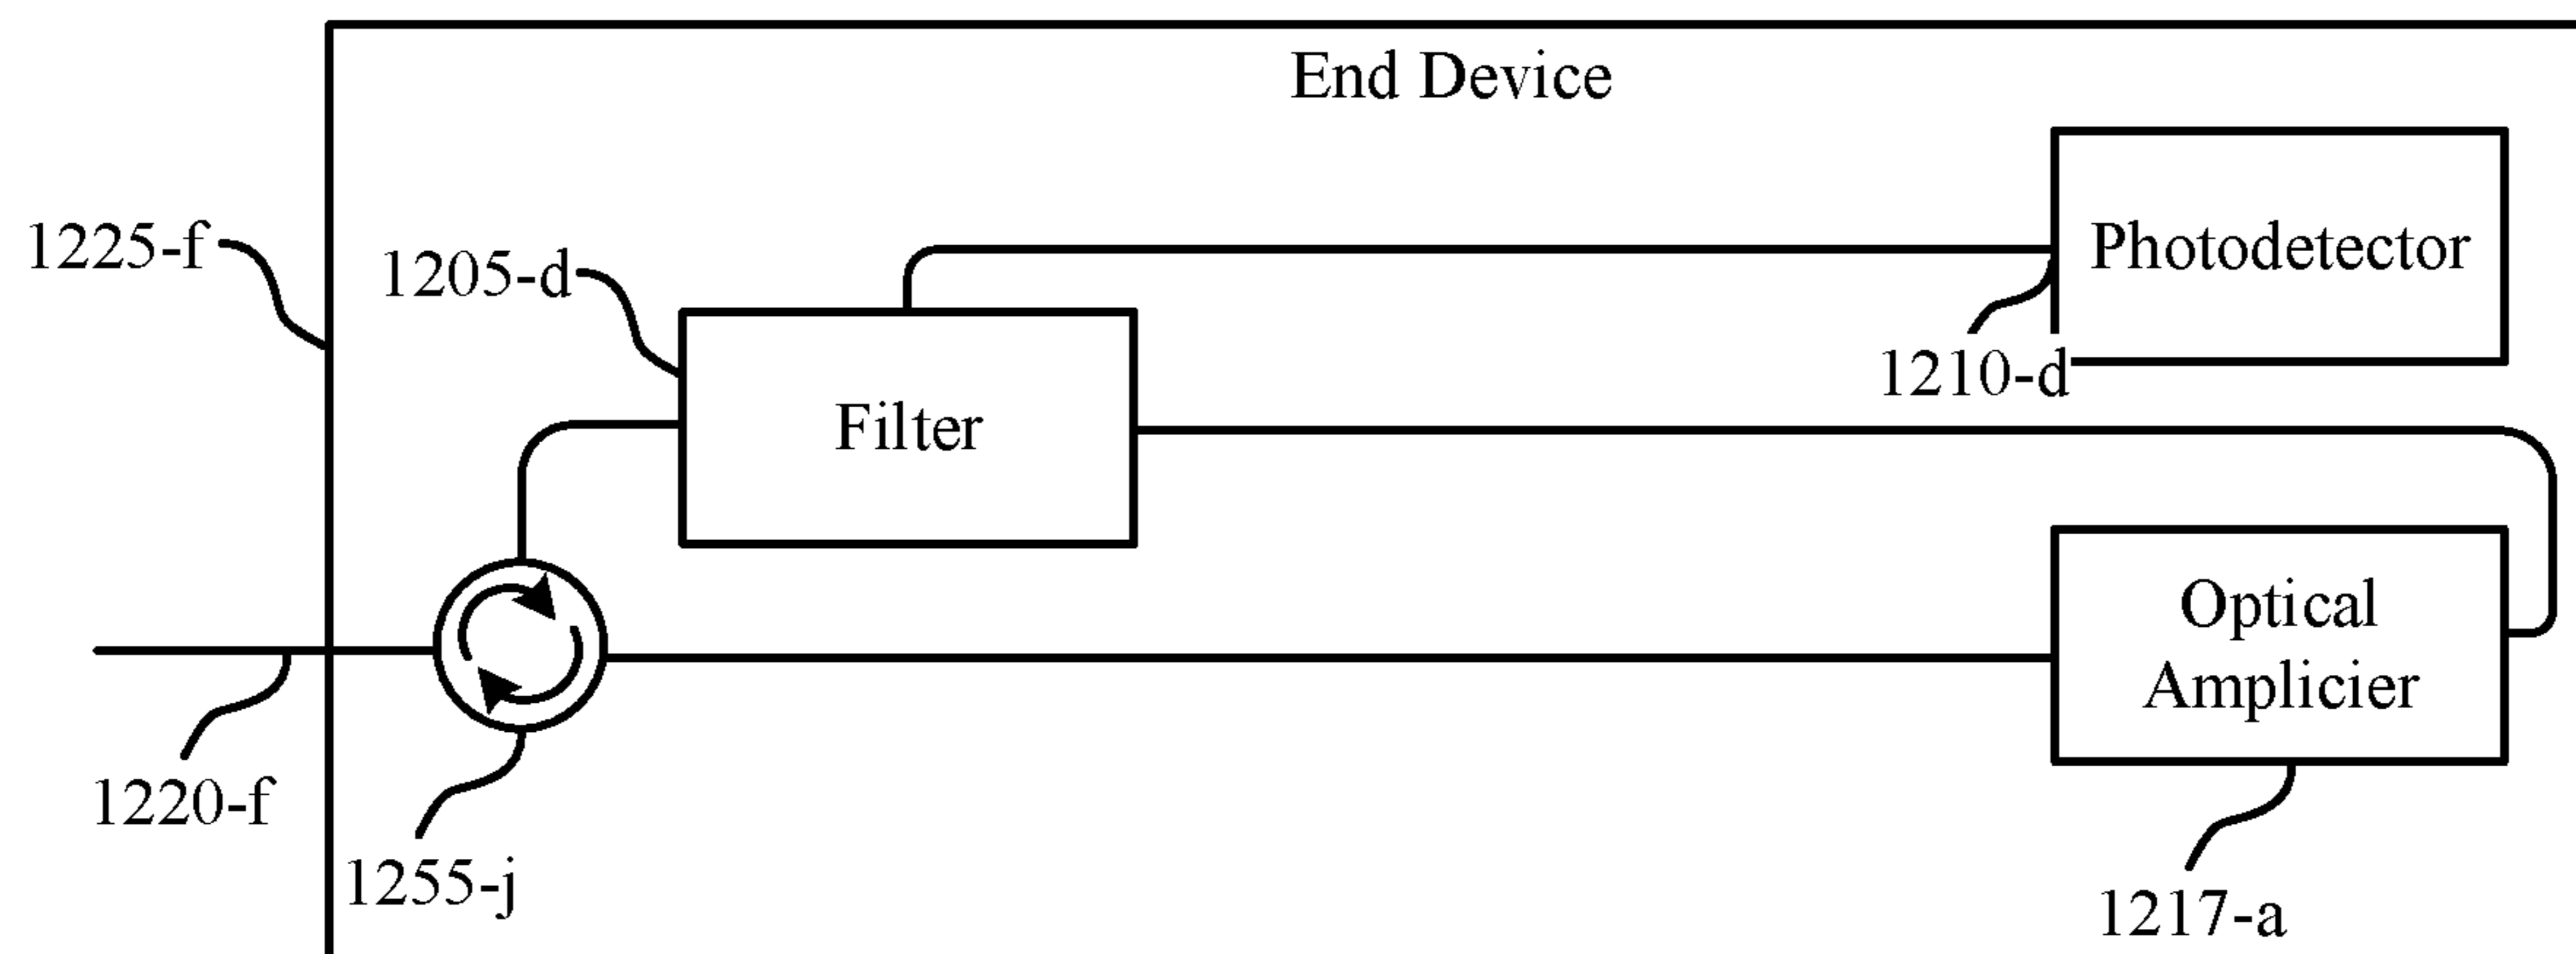 End Device
1225-f
1205-d
Photodetector
1210-d
Filter
Optical
Amplicier
1220-f
1255-j
1217-a